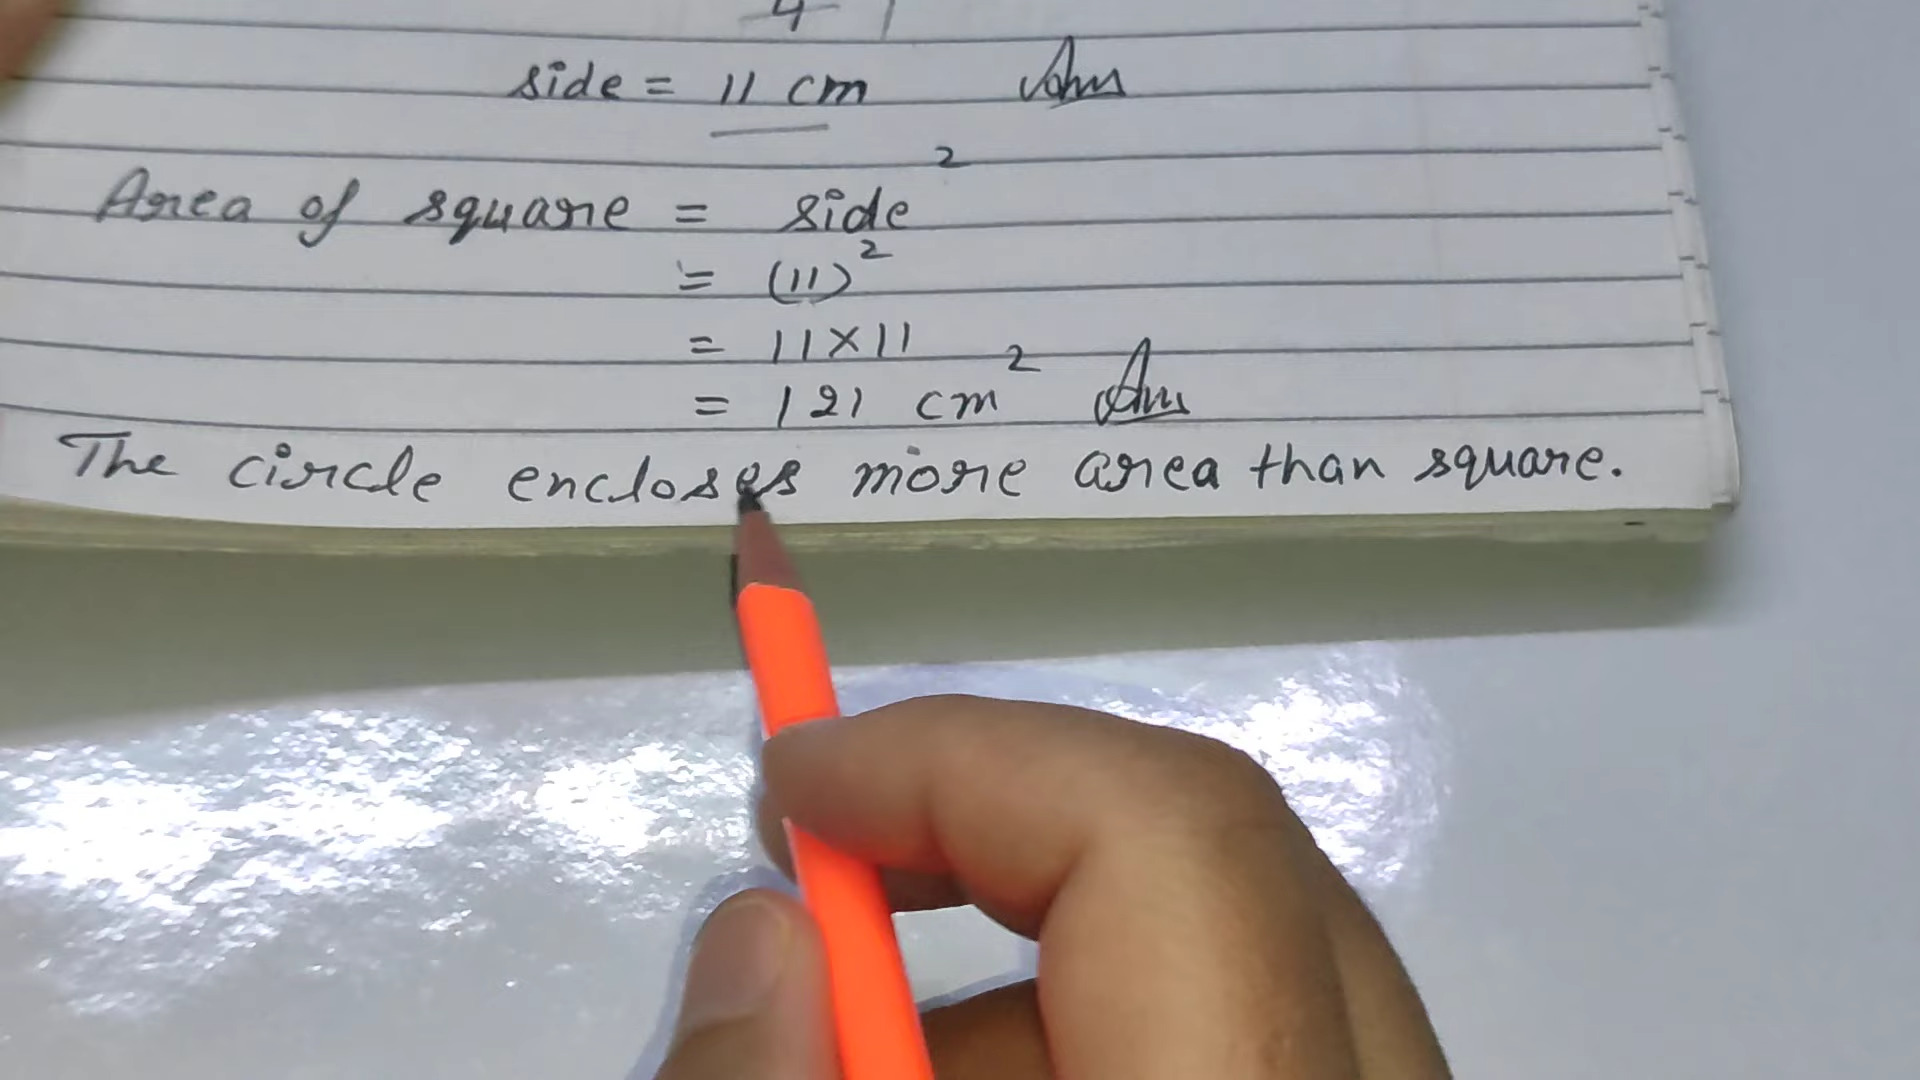 4
side = 11 cm Ans
Area of square = side²
= (11)²
= 11×11
= 121 cm² Ans
The circle encloses more area than square.